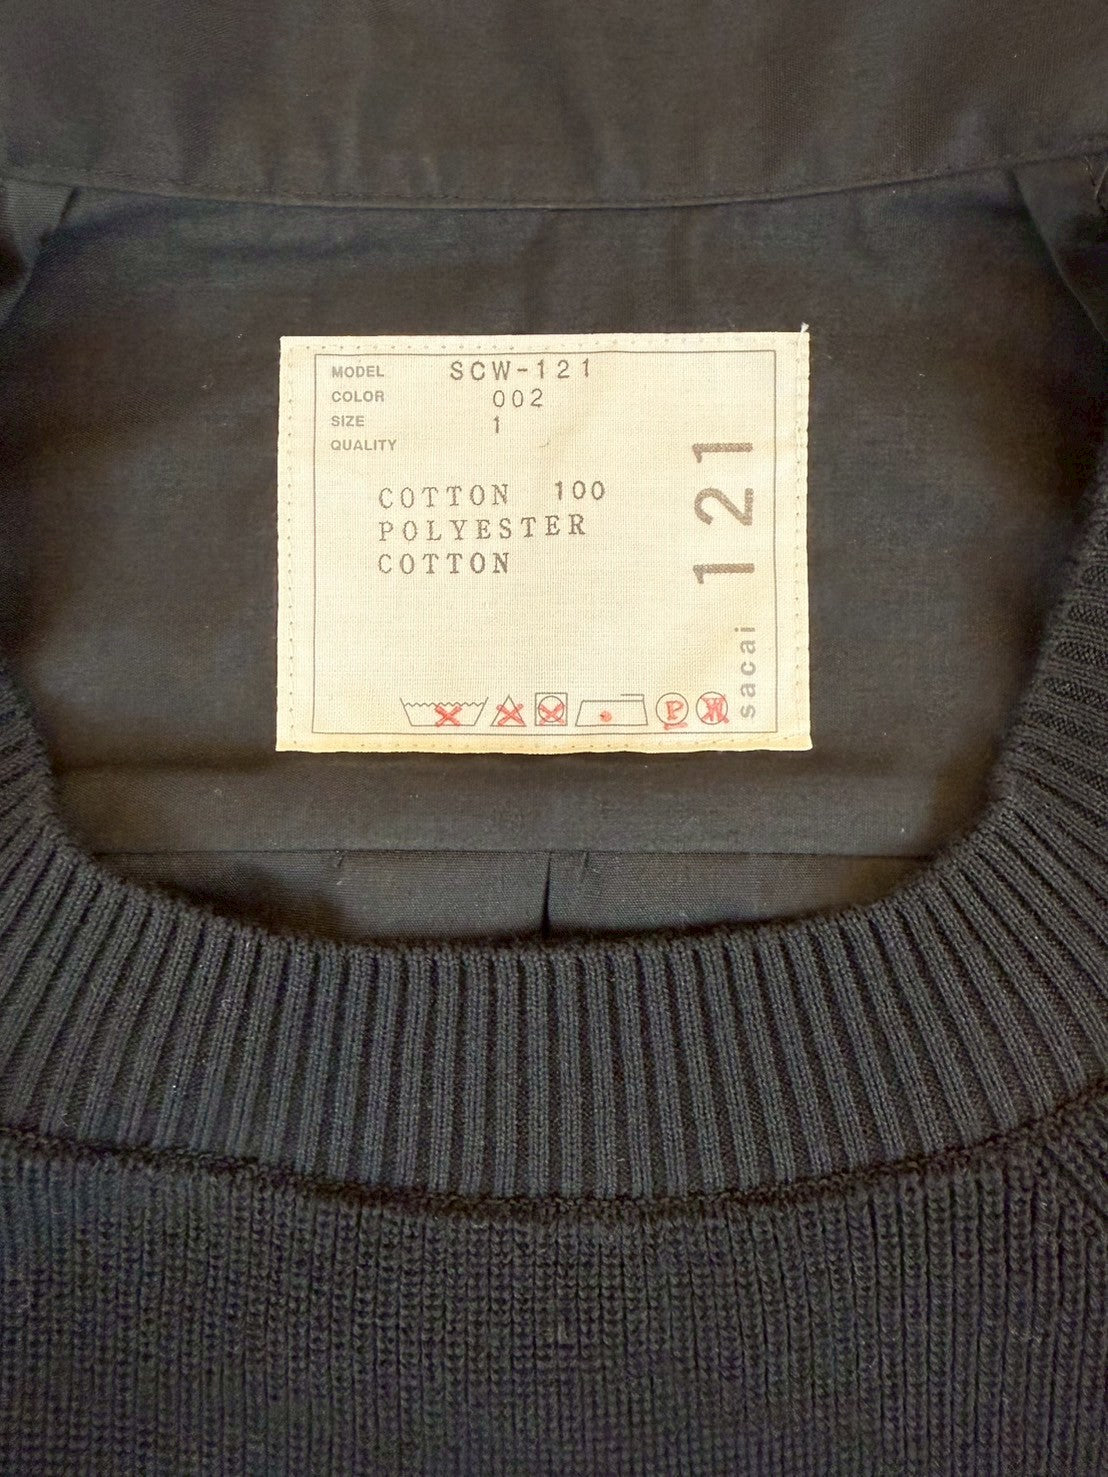 MODEL SCW-121
COLOR 002
SIZE 1
QUALITY
COTTON 100
POLYESTER
COTTON
sacai 121
P
W